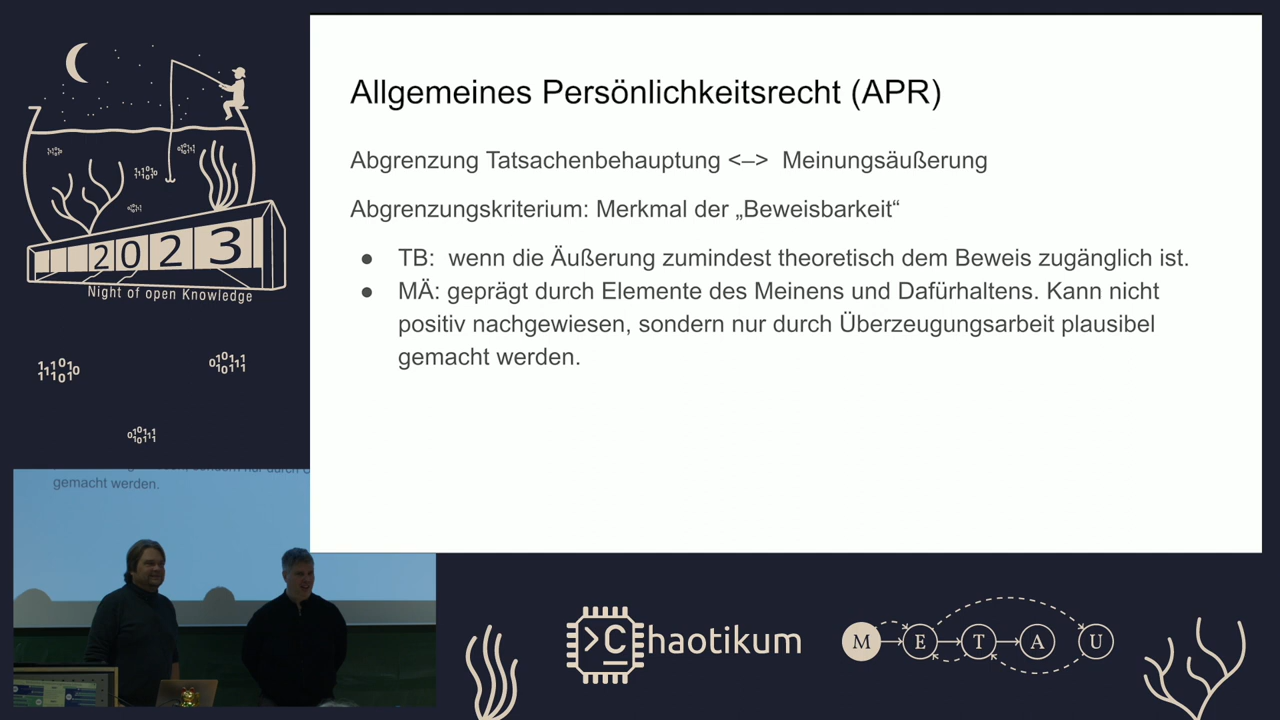 Allgemeines Persönlichkeitsrecht (APR)
Abgrenzung Tatsachenbehauptung <–> Meinungsäußerung
Abgrenzungskriterium: Merkmal der „Beweisbarkeit“
● TB: wenn die Äußerung zumindest theoretisch dem Beweis zugänglich ist.
● MÄ: geprägt durch Elemente des Meinens und Dafürhaltens. Kann nicht
positiv nachgewiesen, sondern nur durch Überzeugungsarbeit plausibel
gemacht werden.
2023
Night of open Knowledge
gemacht werden.
>C haotikum
M E T A U